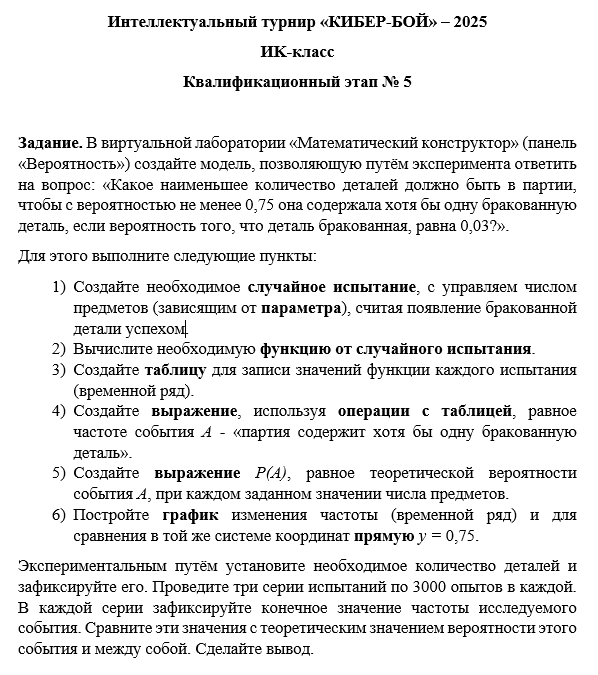 Интеллектуальный турнир «КИБЕР-БОЙ» – 2025
ИК-класс
Квалификационный этап № 5
Задание. В виртуальной лаборатории «Математический конструктор» (панель
«Вероятность») создайте модель, позволяющую путём эксперимента ответить
на вопрос: «Какое наименьшее количество деталей должно быть в партии,
чтобы с вероятностью не менее 0,75 она содержала хотя бы одну бракованную
деталь, если вероятность того, что деталь бракованная, равна 0,03?».
Для этого выполните следующие пункты:
1) Создайте необходимое случайное испытание, с управляем числом
предметов (зависящим от параметра), считая появление бракованной
детали успехом
2) Вычислите необходимую функцию от случайного испытания.
3) Создайте таблицу для записи значений функции каждого испытания
(временной ряд).
4) Создайте выражение, используя операции с таблицей, равное
частоте события А - «партия содержит хотя бы одну бракованную
деталь».
5) Создайте выражение P(A), равное теоретической вероятности
события А, при каждом заданном значении числа предметов.
6) Постройте график изменения частоты (временной ряд) и для
сравнения в той же системе координат прямую y = 0,75.
Экспериментальным путём установите необходимое количество деталей и
зафиксируйте его. Проведите три серии испытаний по 3000 опытов в каждой.
В каждой серии зафиксируйте конечное значение частоты исследуемого
события. Сравните эти значения с теоретическим значением вероятности этого
события и между собой. Сделайте вывод.